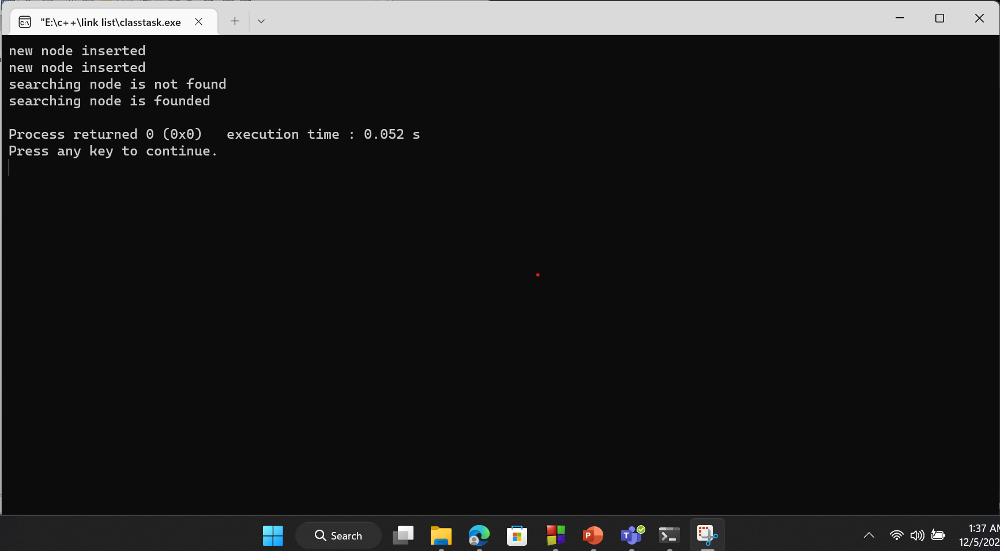 "E:\c++\link list\classtask.exe
new node inserted
new node inserted
searching node is not found
searching node is founded
Process returned 0 (0x0)   execution time : 0.052 s
Press any key to continue.
Search
1:37 AM
12/5/202